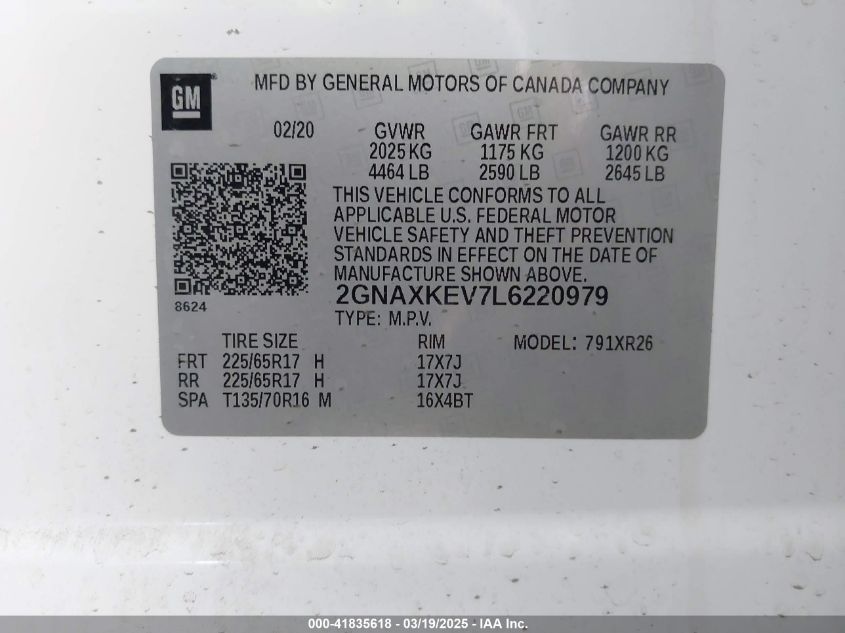 GM
MFD BY GENERAL MOTORS OF CANADA COMPANY
02/20 GVWR GAWR FRT GAWR RR
2025 KG 1175 KG 1200 KG
4464 LB 2590 LB 2645 LB
THIS VEHICLE CONFORMS TO ALL
APPLICABLE U.S. FEDERAL MOTOR
VEHICLE SAFETY AND THEFT PREVENTION
STANDARDS IN EFFECT ON THE DATE OF
MANUFACTURE SHOWN ABOVE.
8624 2GNAXKEV7L6220979
TYPE: M.P.V.
TIRE SIZE RIM MODEL: 791XR26
FRT 225/65R17 H 17X7J
RR 225/65R17 H 17X7J
SPA T135/70R16 M 16X4BT
000-41835618 - 03/19/2025 - IAA Inc.